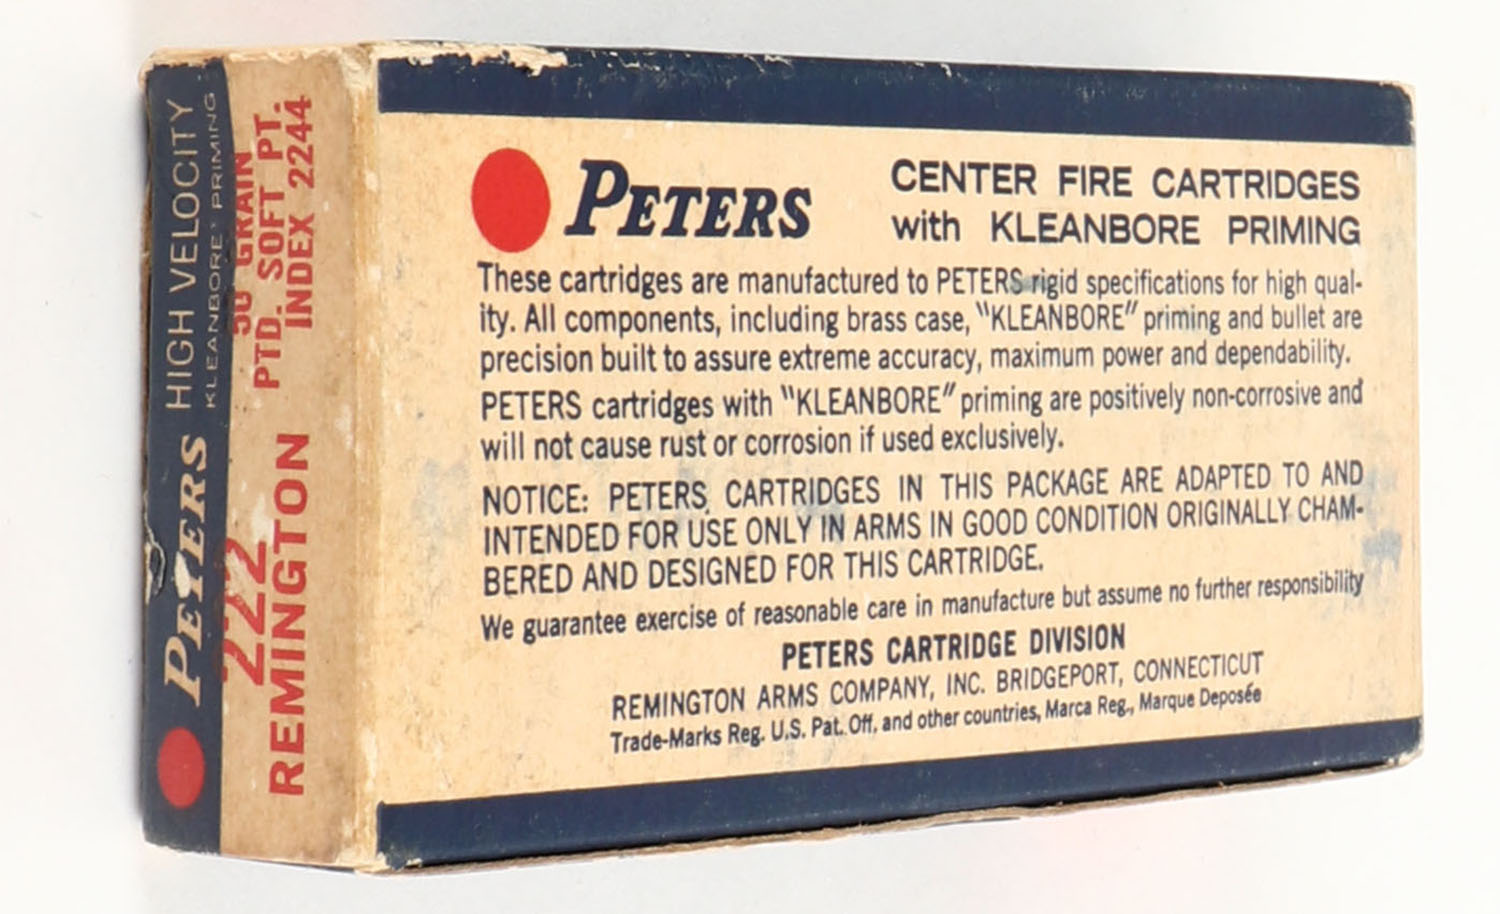 PETERS HIGH VELOCITY
KLEANBORE PRIMING
222
REMINGTON
50 GRAIN
PTD. SOFT PT.
INDEX 2244
PETERS
CENTER FIRE CARTRIDGES
with KLEANBORE PRIMING
These cartridges are manufactured to PETERS rigid specifications for high qual-
ity. All components, including brass case, "KLEANBORE" priming and bullet are
precision built to assure extreme accuracy, maximum power and dependability.
PETERS cartridges with "KLEANBORE" priming are positively non-corrosive and
will not cause rust or corrosion if used exclusively.
NOTICE: PETERS CARTRIDGES IN THIS PACKAGE ARE ADAPTED TO AND
INTENDED FOR USE ONLY IN ARMS IN GOOD CONDITION ORIGINALLY CHAM-
BERED AND DESIGNED FOR THIS CARTRIDGE.
We guarantee exercise of reasonable care in manufacture but assume no further responsibility
PETERS CARTRIDGE DIVISION
REMINGTON ARMS COMPANY, INC. BRIDGEPORT, CONNECTICUT
Trade-Marks Reg. U.S. Pat. Off. and other countries, Marca Reg., Marque Deposée